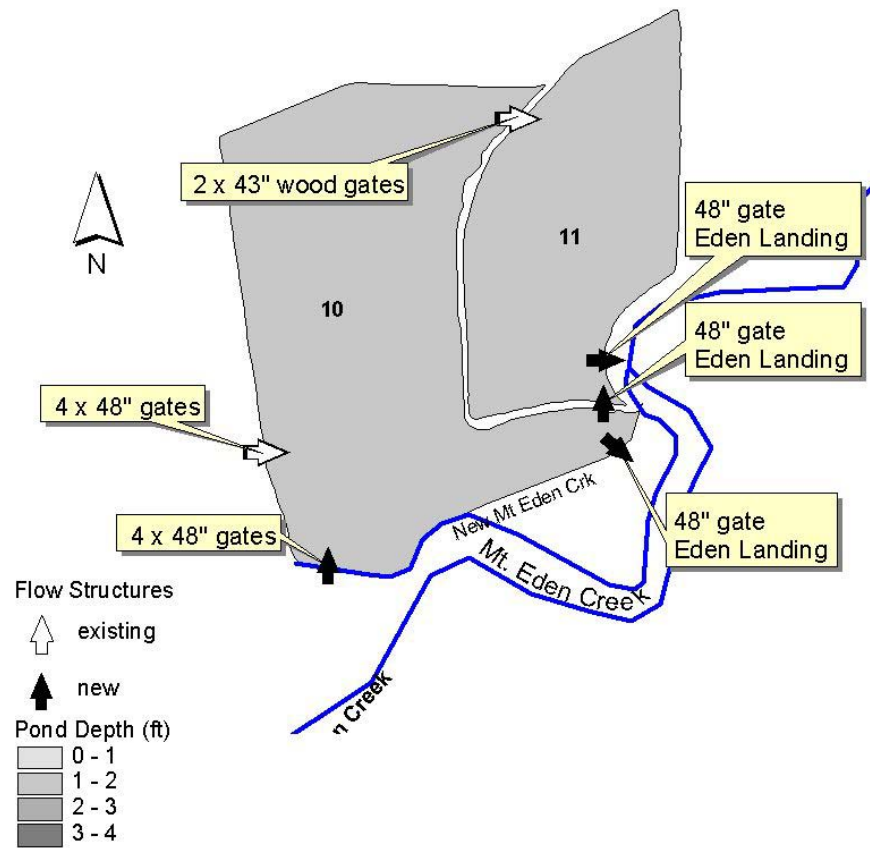 2 x 43" wood gates
48" gate
Eden Landing
N
11
10
48" gate
Eden Landing
4 x 48" gates
New Mt Eden Crk
48" gate
Eden Landing
4 x 48" gates
Mt. Eden Creek
n Creek
Flow Structures
existing
new
Pond Depth (ft)
0 - 1
1 - 2
2 - 3
3 - 4